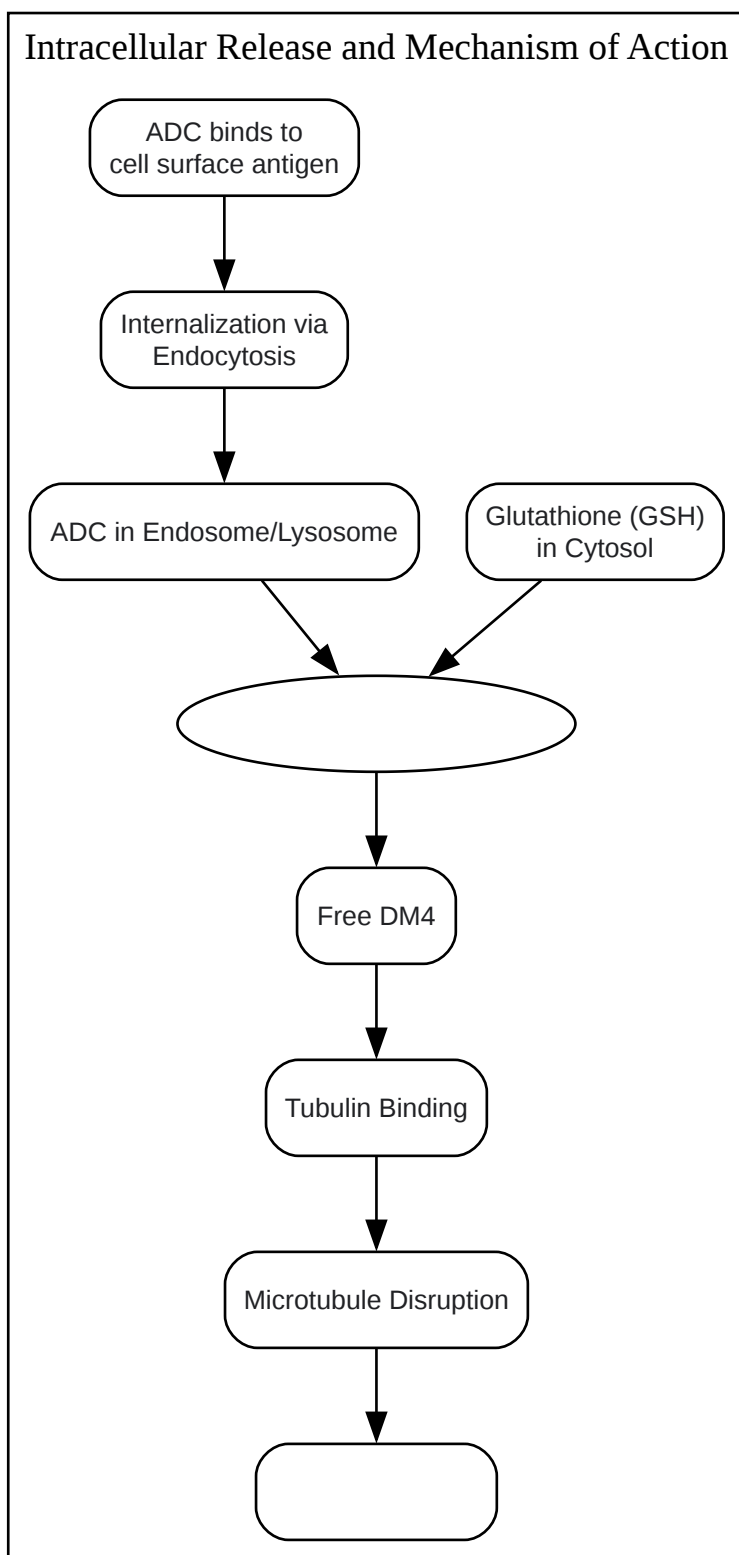 Intracellular Release and Mechanism of Action
ADC binds to
cell surface antigen
Internalization via
Endocytosis
ADC in Endosome/Lysosome
Glutathione (GSH)
in Cytosol
Free DM4
Tubulin Binding
Microtubule Disruption